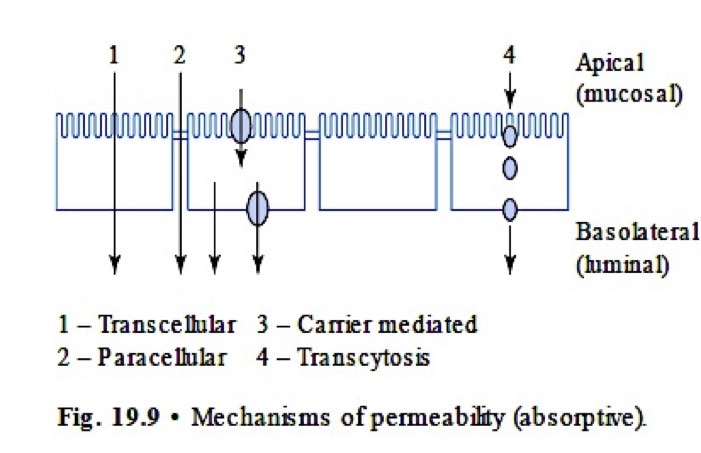 1 2 3 4
Apical
(mucosal)
Basolateral
(luminal)
1 – Transcellular 3 – Carrier mediated
2 – Paracellular 4 – Transcytosis
Fig. 19.9 • Mechanisms of permeability (absorptive).